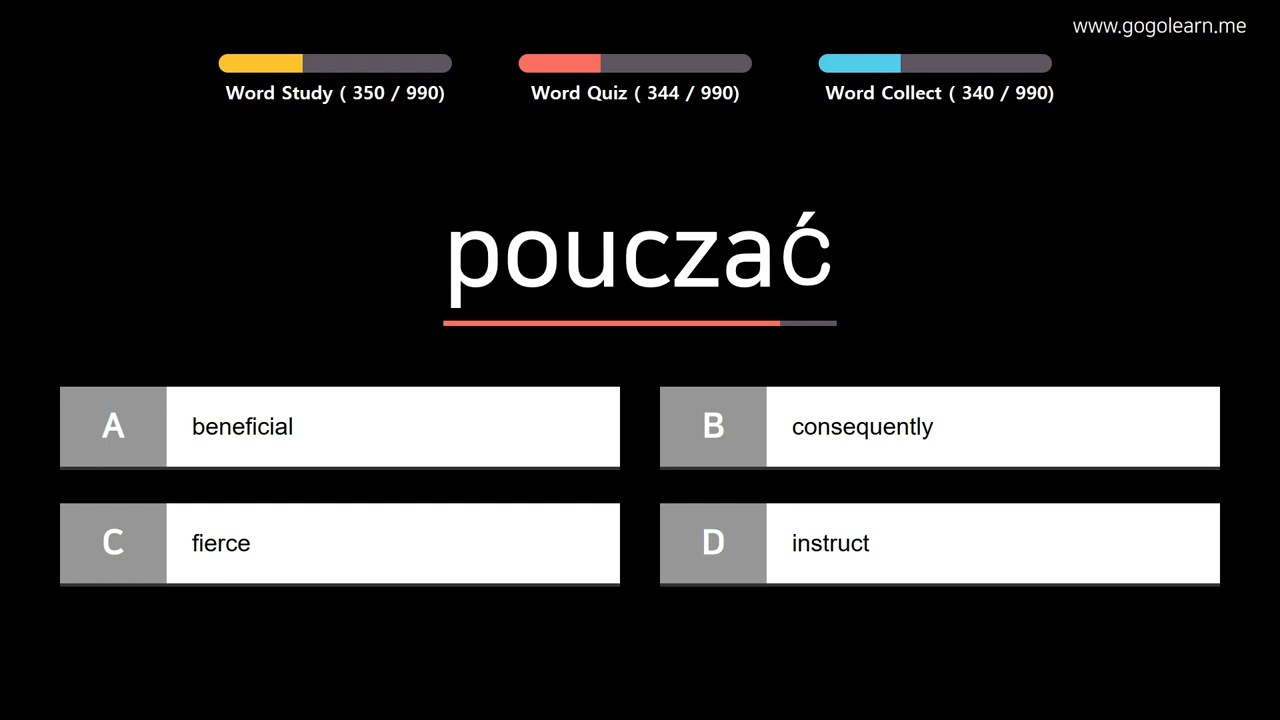 www.gogolearn.me
Word Study ( 350 / 990)
Word Quiz ( 344 / 990)
Word Collect ( 340 / 990)
pouczać
A beneficial
B consequently
C fierce
D instruct